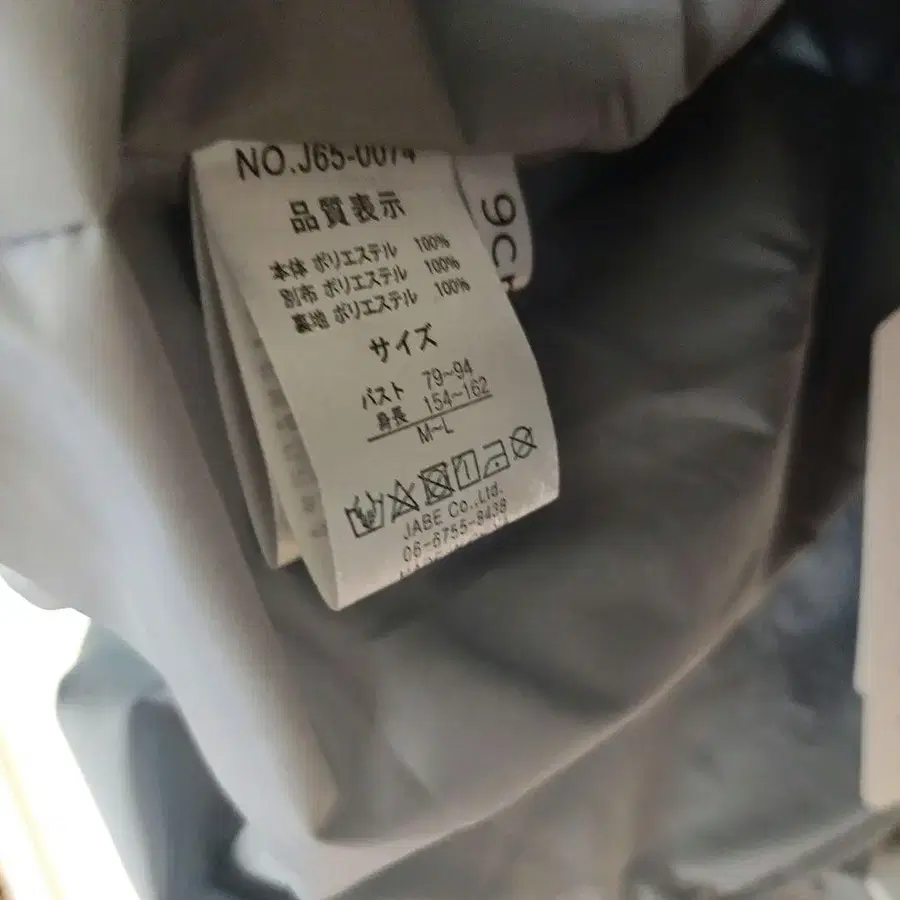 NO.J65-0074
品質表示
本体 ポリエステル 100%
別布 ポリエステル 100%
裏地 ポリエステル 100%
サイズ
バスト 79~94
身長 154~162
M~L
JABE Co.,Ltd.
06-6755-8438
9C